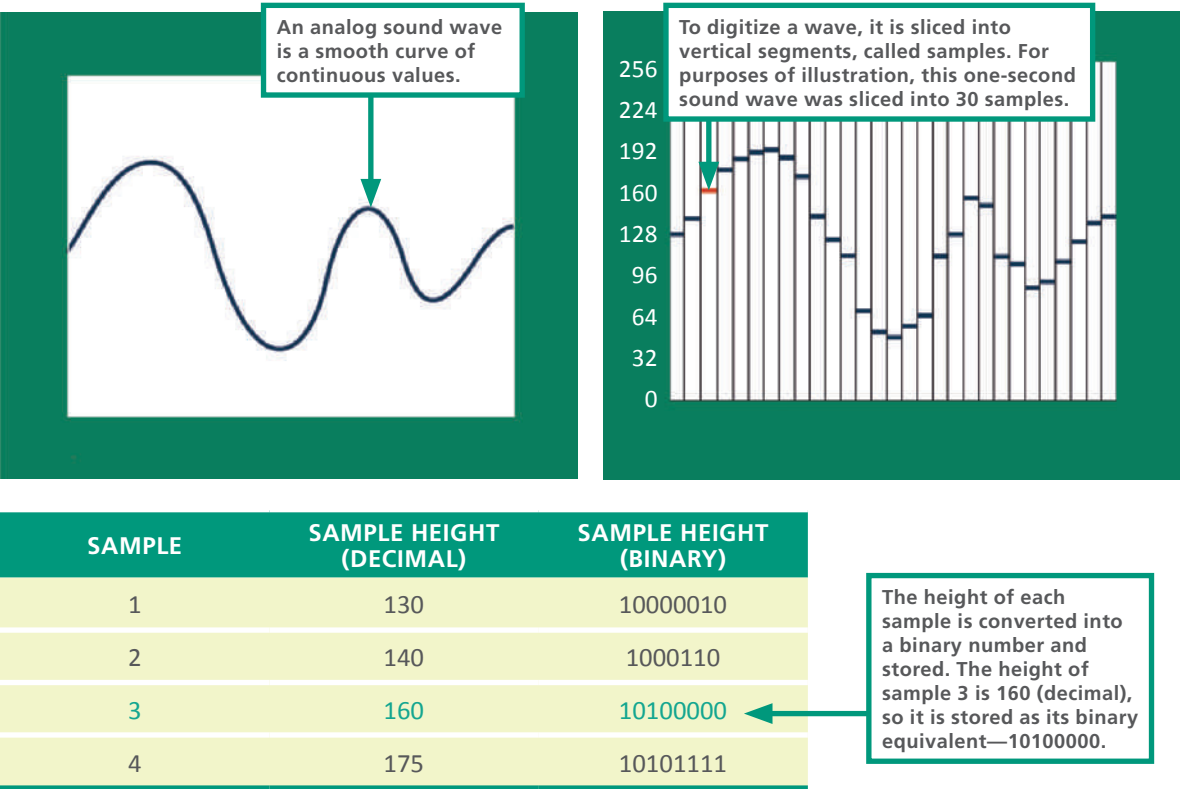 An analog sound wave
is a smooth curve of
continuous values.
To digitize a wave, it is sliced into
vertical segments, called samples. For
purposes of illustration, this one-second
sound wave was sliced into 30 samples.
256
224
192
160
128
96
64
32
0
SAMPLE SAMPLE HEIGHT (DECIMAL) SAMPLE HEIGHT (BINARY)
1 130 10000010
2 140 1000110
3 160 10100000
4 175 10101111
The height of each
sample is converted into
a binary number and
stored. The height of
sample 3 is 160 (decimal),
so it is stored as its binary
equivalent—10100000.